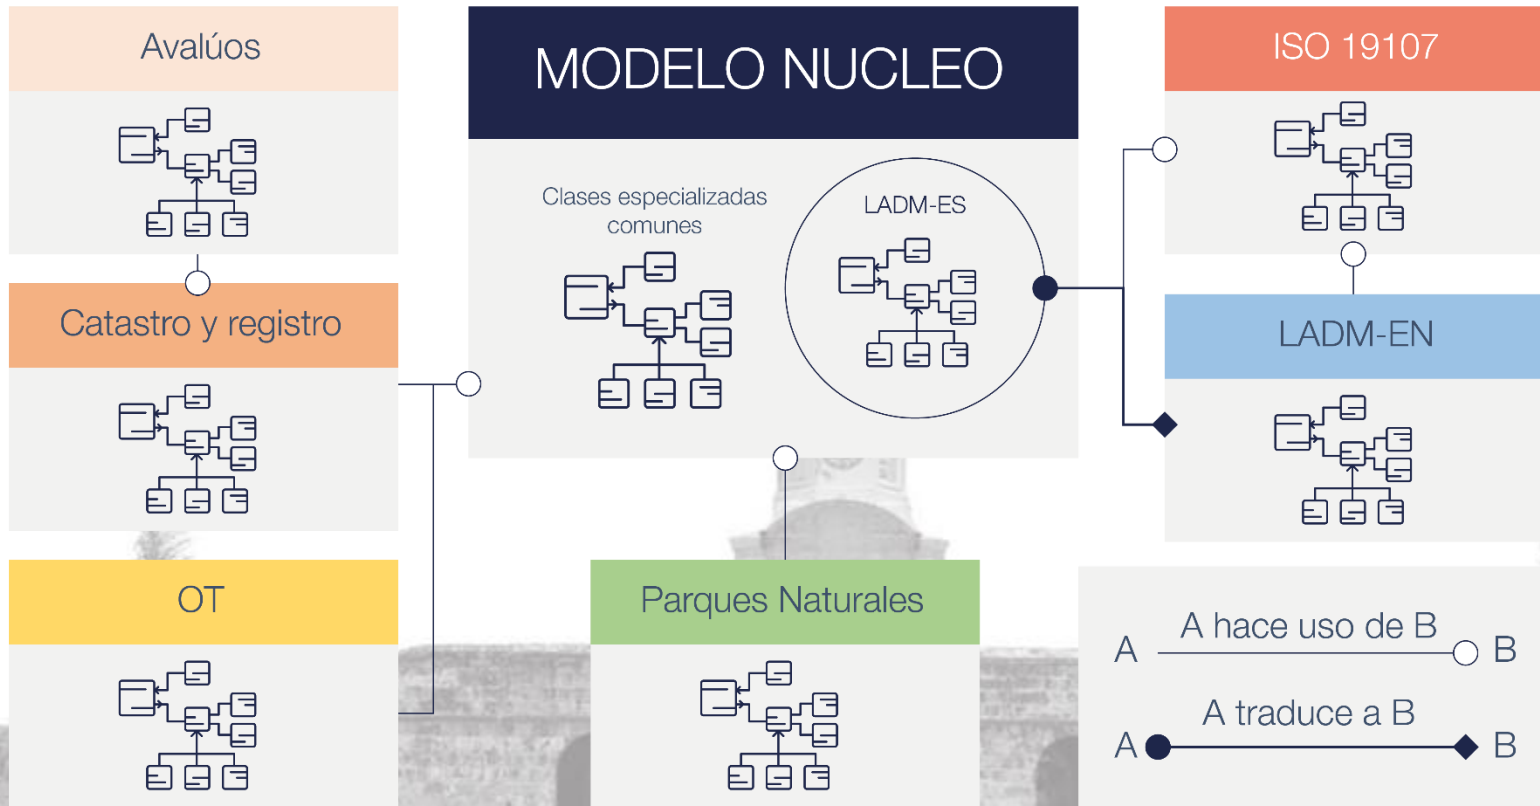 Avalúos
MODELO NUCLEO
ISO 19107
Clases especializadas
comunes
LADM-ES
Catastro y registro
LADM-EN
OT
Parques Naturales
A hace uso de B
A B
A traduce a B
A B